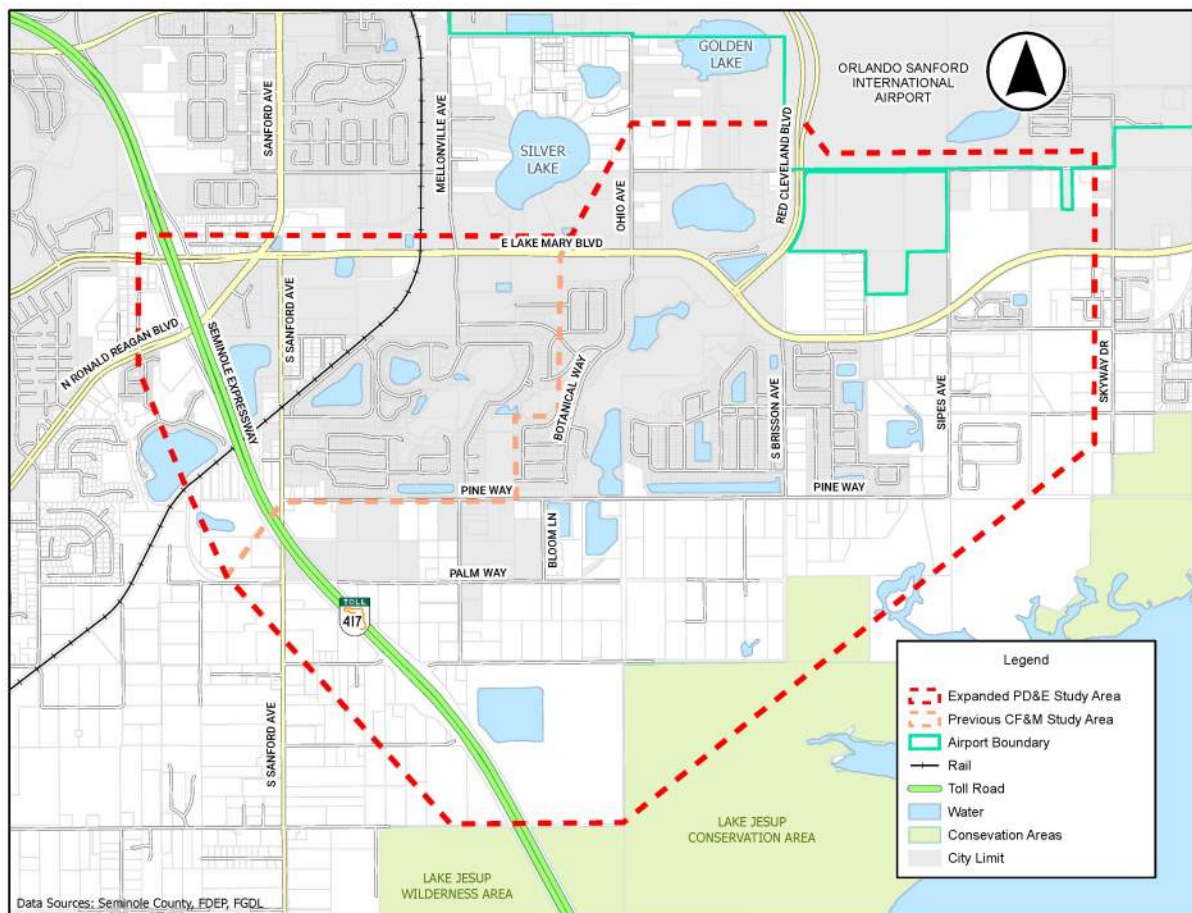 GOLDEN
LAKE
ORLANDO SANFORD
INTERNATIONAL
AIRPORT
SANFORD AVE
MELLONVILLE AVE
SILVER
LAKE
OHIO AVE
RED CLEVELAND BLVD
E LAKE MARY BLVD
N RONALD REAGAN BLVD
SEMINOLE EXPRESSWAY
S SANFORD AVE
BOTANICAL WAY
S BRISSON AVE
SIPES AVE
SKYWAY DR
PINE WAY
PINE WAY
BLOOM LN
PALM WAY
TOLL
417
S SANFORD AVE
LAKE JESUP
CONSERVATION AREA
LAKE JESUP
WILDERNESS AREA
Legend
Expanded PD&E Study Area
Previous CF&M Study Area
Airport Boundary
Rail
Toll Road
Water
Consevation Areas
City Limit
Data Sources: Seminole County, FDEP, FGDL